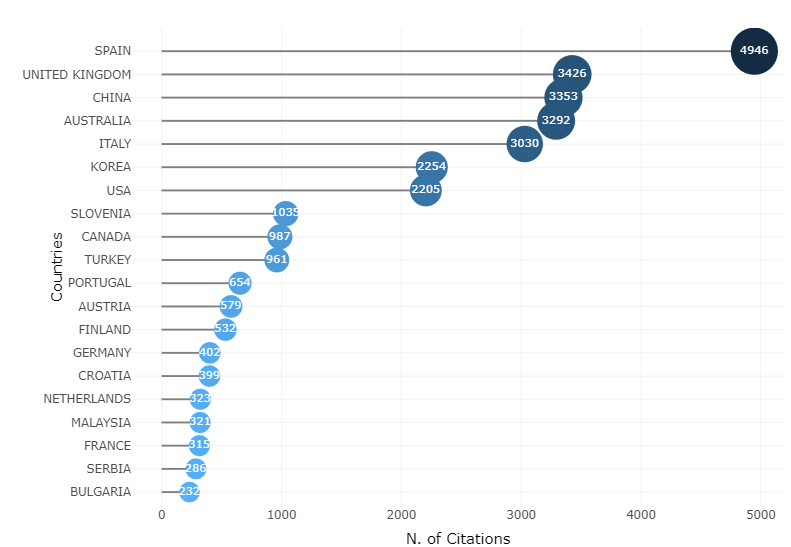 SPAIN 4946
UNITED KINGDOM 3426
CHINA 3353
AUSTRALIA 3292
ITALY 3030
KOREA 2254
USA 2205
SLOVENIA 1035
CANADA 987
TURKEY 961
PORTUGAL 654
AUSTRIA 579
FINLAND 532
GERMANY 402
CROATIA 399
NETHERLANDS 323
MALAYSIA 321
FRANCE 315
SERBIA 286
BULGARIA 232
Countries
0 1000 2000 3000 4000 5000
N. of Citations